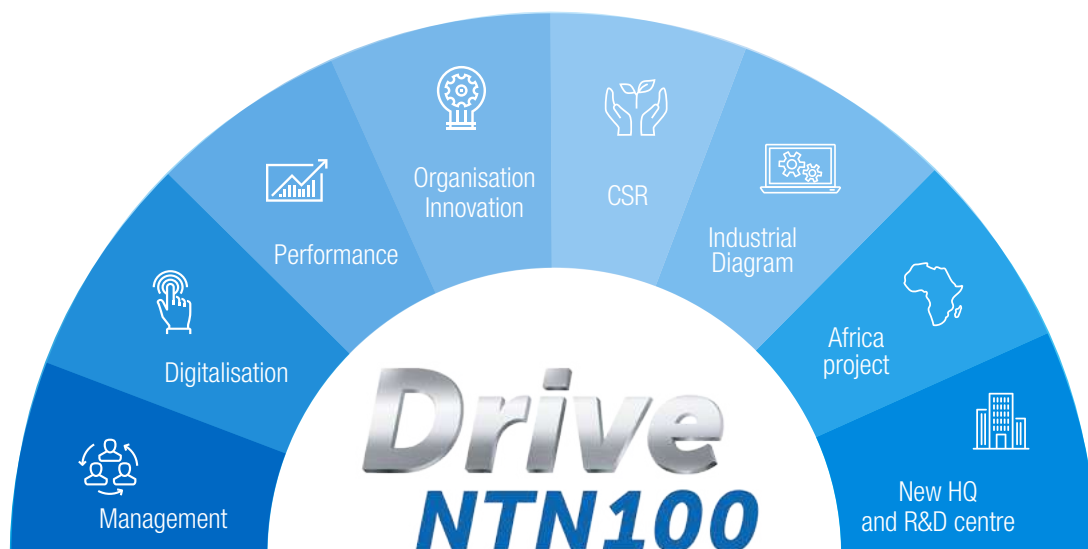 Management
Digitalisation
Performance
Organisation
Innovation
CSR
Industrial
Diagram
Africa
project
New HQ
and R&D centre
Drive
NTN100